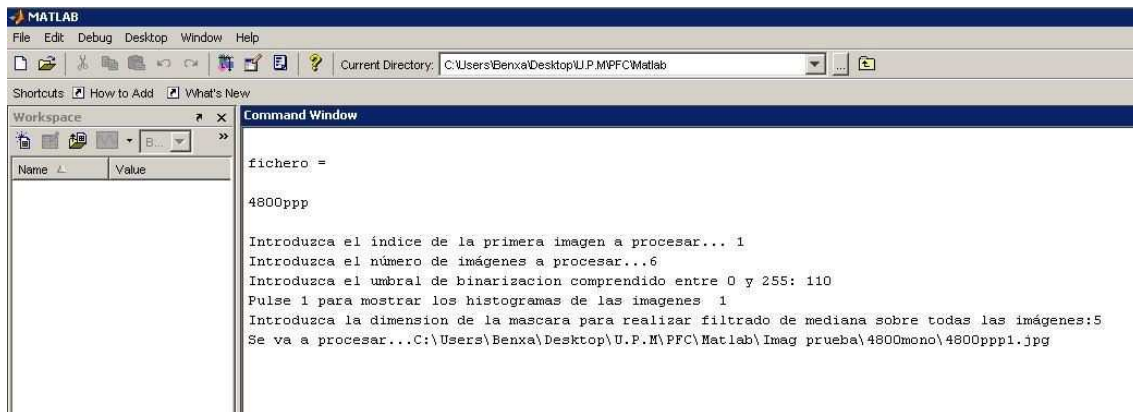 MATLAB
File Edit Debug Desktop Window Help
Current Directory: C:\Users\Benxa\Desktop\U.P.M\PFC\Matlab
Shortcuts How to Add What's New
Workspace
B...
Name Value
Command Window
fichero =
4800ppp
Introduzca el índice de la primera imagen a procesar... 1
Introduzca el número de imágenes a procesar...6
Introduzca el umbral de binarizacion comprendido entre 0 y 255: 110
Pulse 1 para mostrar los histogramas de las imagenes 1
Introduzca la dimension de la mascara para realizar filtrado de mediana sobre todas las imágenes:5
Se va a procesar...C:\Users\Benxa\Desktop\U.P.M\PFC\Matlab\Imag prueba\4800mono\4800ppp1.jpg